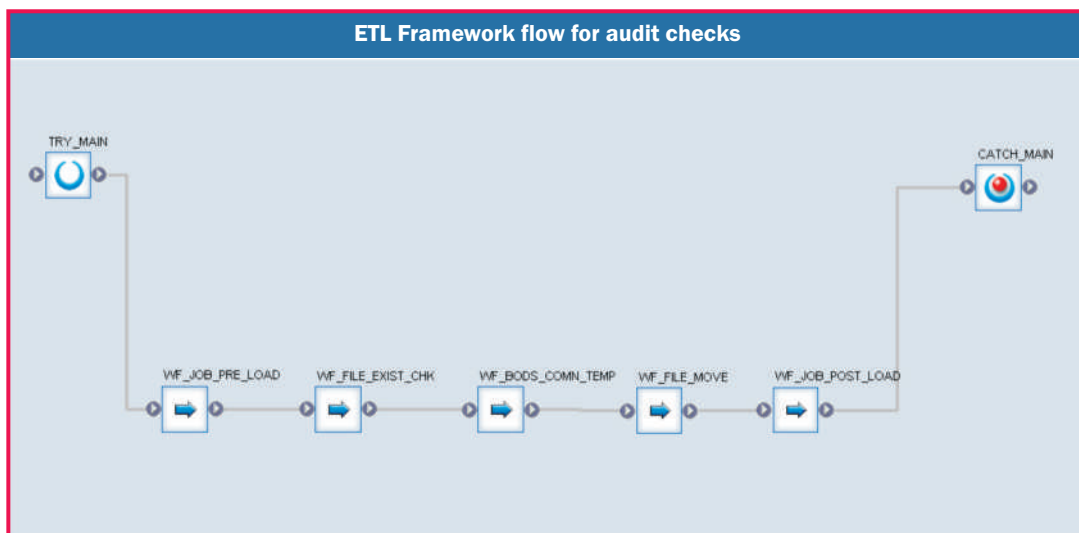 ETL Framework flow for audit checks
TRY_MAIN
CATCH_MAIN
WF_JOB_PRE_LOAD
WF_FILE_EXIST_CHK
WF_BODS_COMN_TEMP
WF_FILE_MOVE
WF_JOB_POST_LOAD